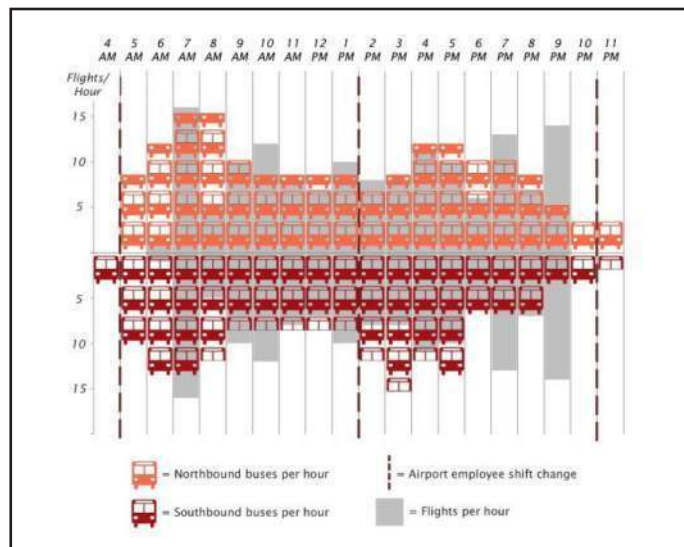 4 5 6 7 8 9 10 11 12 1 2 3 4 5 6 7 8 9 10 11
AM AM AM AM AM AM AM AM PM PM PM PM PM PM PM PM PM PM PM PM
Flights/
Hour
15
10
5
5
10
15
= Northbound buses per hour
= Airport employee shift change
= Southbound buses per hour
= Flights per hour